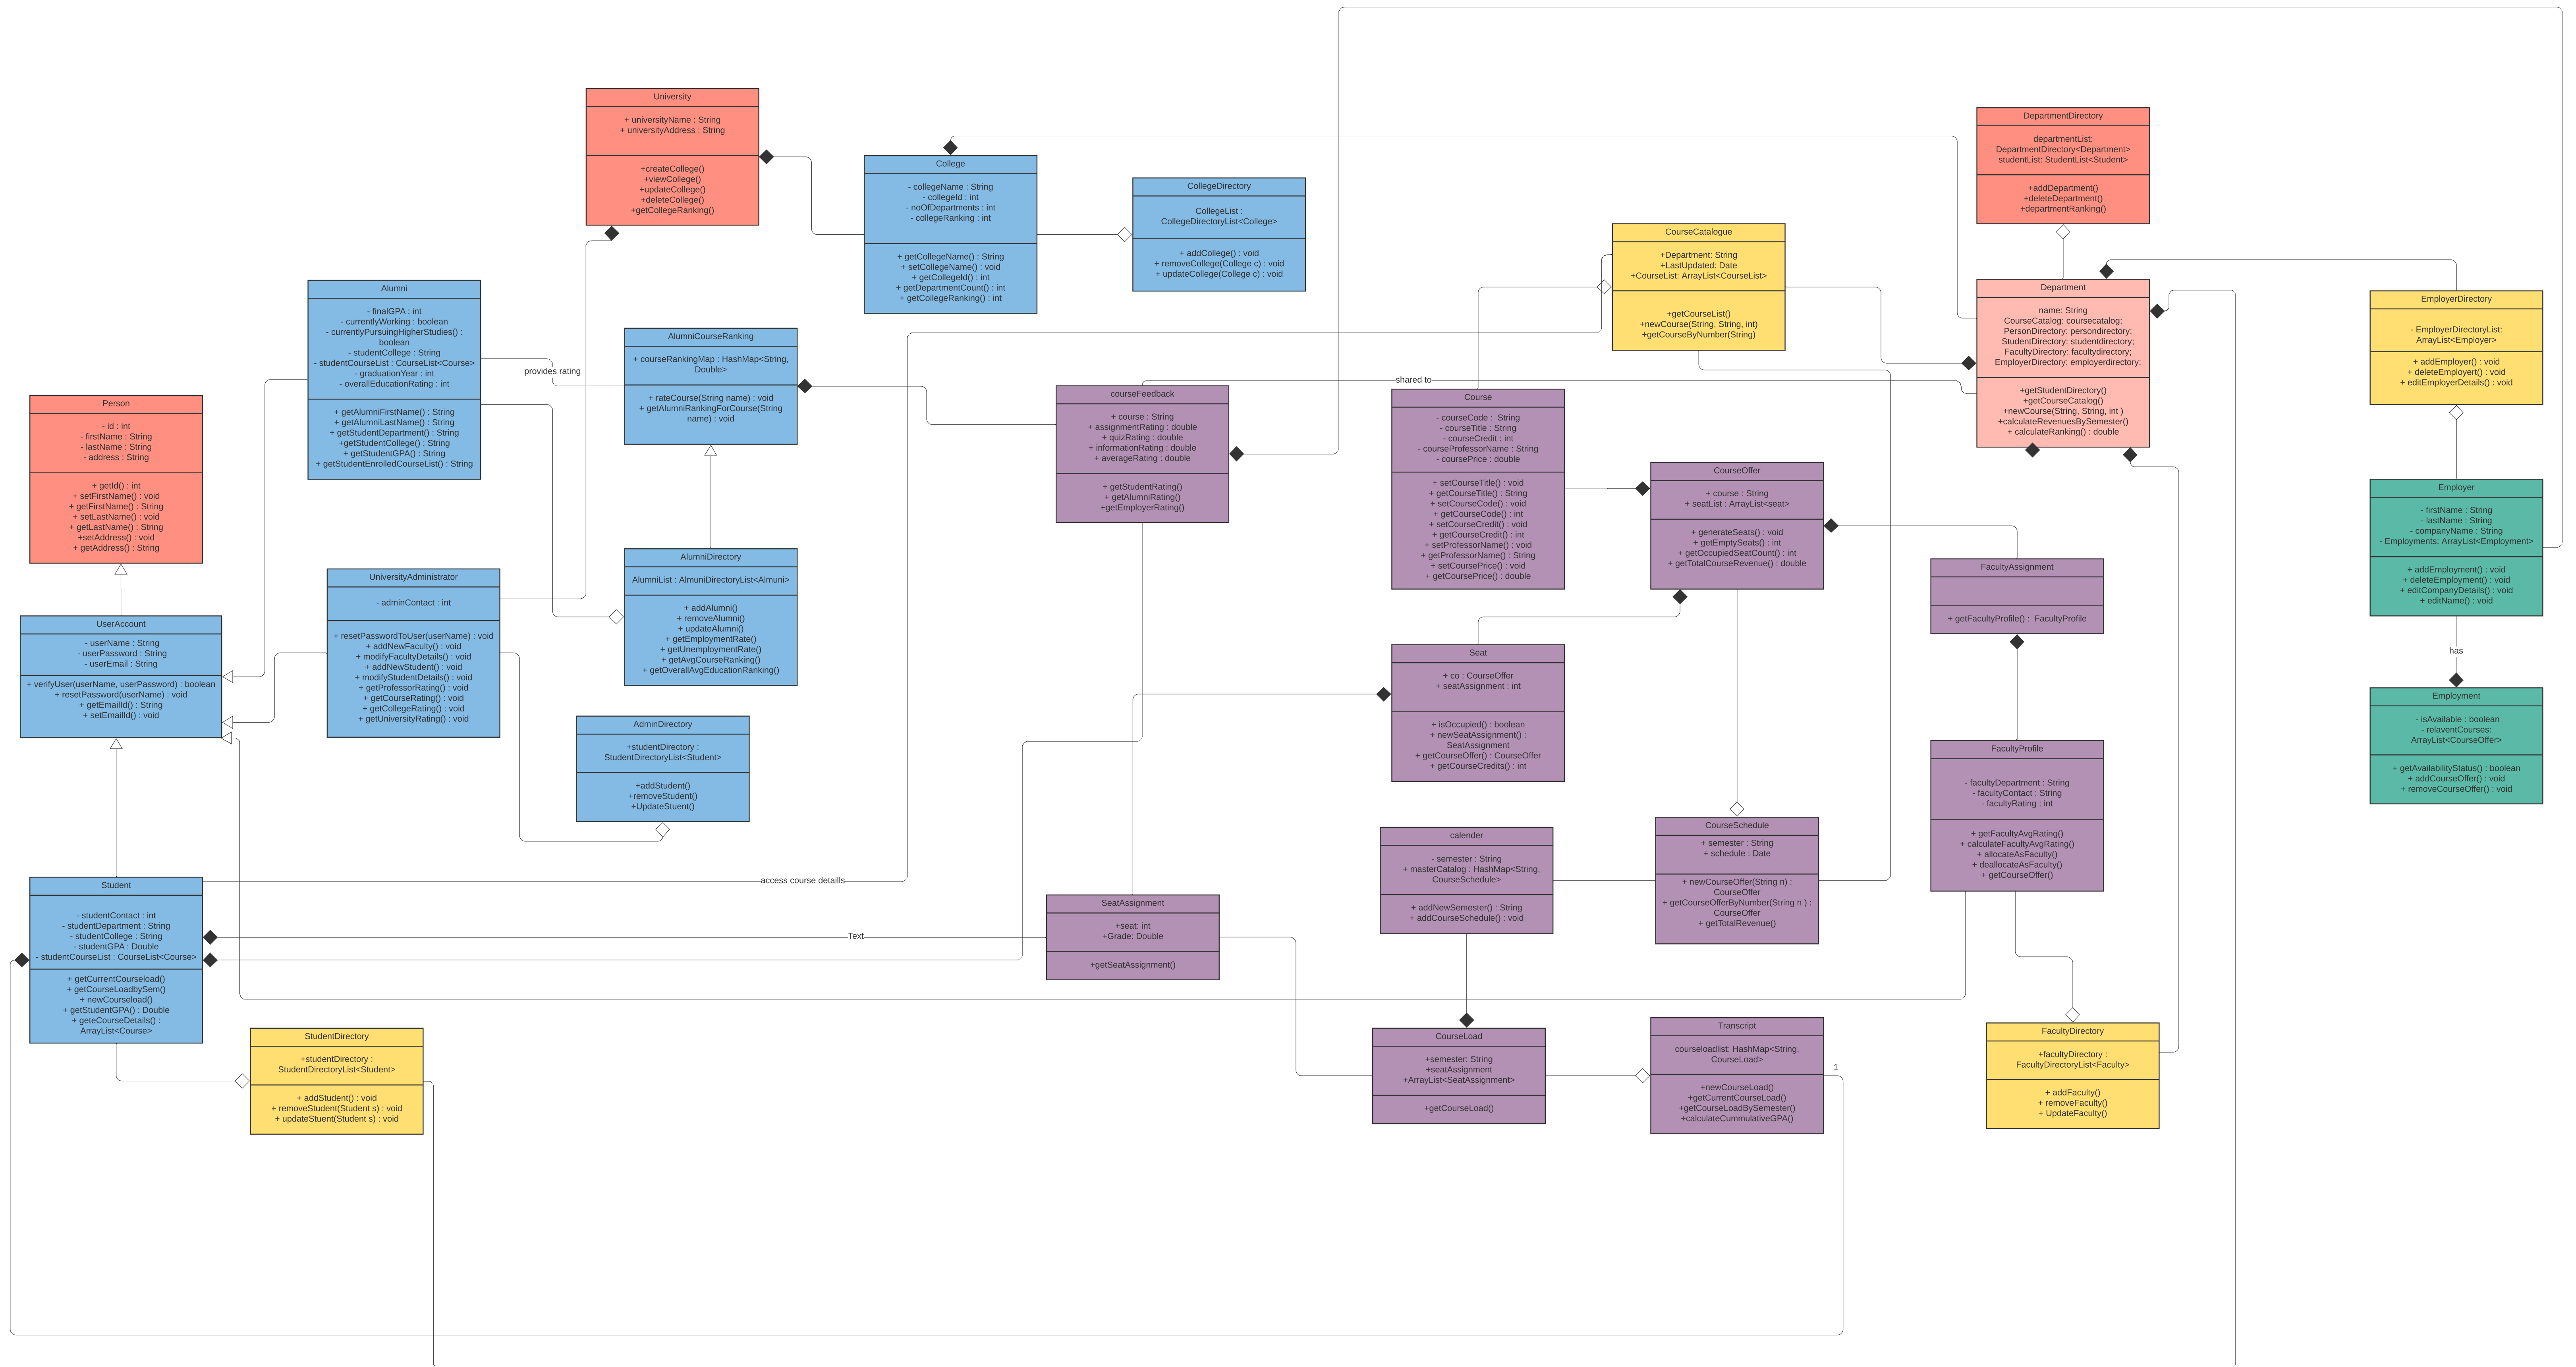 University
+ universityName : String
+ universityAddress : String
+createCollege()
+viewCollege()
+updateCollege()
+deleteCollege()
+getCollegeRanking()
College
- collegeName : String
- collegeId : int
- noOfDepartments : int
- collegeRanking : int
+ getCollegeName() : String
+ setCollegeName() : void
+ getCollegeId() : int
+ getDepartmentCount() : int
+ getCollegeRanking() : int
CollegeDirectory
CollegeList :
CollegeDirectoryList<College>
+ addCollege() : void
+ removeCollege(College c) : void
+ updateCollege(College c) : void
DepartmentDirectory
departmentList:
DepartmentDirectory<Department>
studentList: StudentList<Student>
+addDepartment()
+deleteDepartment()
+departmentRanking()
CourseCatalogue
+Department: String
+LastUpdated: Date
+CourseList: ArrayList<CourseList>
+getCourseList()
+newCourse(String, String, int)
+getCourseByNumber(String)
Department
name: String
CourseCatalog: coursecatalog;
PersonDirectory: persondirectory;
StudentDirectory: studentdirectory;
FacultyDirectory: facultydirectory;
EmployerDirectory: employerdirectory;
+getStudentDirectory()
+getCourseCatalog()
+newCourse(String, String, int )
+calculateRevenuesBySemester()
+ calculateRanking() : double
EmployerDirectory
- EmployerDirectoryList:
ArrayList<Employer>
+ addEmployer() : void
+ deleteEmployert() : void
+ editEmployerDetails() : void
Alumni
- finalGPA : int
- currentlyWorking : boolean
- currentlyPursuingHigherStudies() :
boolean
- studentCollege : String
- studentCourseList : CourseList<Course>
- graduationYear : int
- overallEducationRating : int
+ getAlumniFirstName() : String
+ getAlumniLastName() : String
+ getStudentDepartment() : String
+getStudentCollege() : String
+ getStudentGPA() : String
+ getStudentEnrolledCourseList() : String
provides rating
AlumniCourseRanking
+ courseRankingMap : HashMap<String,
Double>
+ rateCourse(String name) : void
+ getAlumniRankingForCourse(String
name) : void
shared to
courseFeedback
+ course : String
+ assignmentRating : double
+ quizRating : double
+ informationRating : double
+ averageRating : double
+ getStudentRating()
+ getAlumniRating()
+getEmployerRating()
Course
- courseCode :  String
- courseTitle : String
- courseCredit : int
- courseProfessorName : String
- coursePrice : double
+ setCourseTitle() : void
+ getCourseTitle() : String
+ setCourseCode() : void
+ getCourseCode() : int
+ setCourseCredit() : void
+ getCourseCredit() : int
+ setProfessorName() : void
+ getProfessorName() : String
+ setCoursePrice() : void
+ getCoursePrice() : double
CourseOffer
+ course : String
+ seatList : ArrayList<seat>
+ generateSeats() : void
+ getEmptySeats() : int
+ getOccupiedSeatCount() : int
+ getTotalCourseRevenue() : double
Person
- id : int
- firstName : String
- lastName : String
- address : String
+ getId() : int
+ setFirstName() : void
+ getFirstName() : String
+ setLastName() : void
+ getLastName() : String
+setAddress() : void
+ getAddress() : String
Employer
- firstName : String
- lastName : String
- companyName : String
- Employments: ArrayList<Employment>
+ addEmployment() : void
+ deleteEmployment() : void
+ editCompanyDetails() : void
+ editName() : void
has
Employment
- isAvailable : boolean
- relaventCourses:
ArrayList<CourseOffer>
+ getAvailabilityStatus() : boolean
+ addCourseOffer() : void
+ removeCourseOffer() : void
FacultyAssignment
+ getFacultyProfile() :  FacultyProfile
AlumniDirectory
AlumniList : AlmuniDirectoryList<Almuni>
+ addAlumni()
+ removeAlumni()
+ updateAlumni()
+ getEmploymentRate()
+ getUnemploymentRate()
+ getAvgCourseRanking()
+ getOverallAvgEducationRanking()
UniversityAdministrator
- adminContact : int
+ resetPasswordToUser(userName) : void
+ addNewFaculty() : void
+ modifyFacultyDetails() : void
+ addNewStudent() : void
+ modifyStudentDetails() : void
+ getProfessorRating() : void
+ getCourseRating() : void
+ getCollegeRating() : void
+ getUniversityRating() : void
UserAccount
- userName : String
- userPassword : String
- userEmail : String
+ verifyUser(userName, userPassword) : boolean
+ resetPassword(userName) : void
+ getEmailId() : String
+ setEmailId() : void
AdminDirectory
+studentDirectory :
StudentDirectoryList<Student>
+addStudent()
+removeStudent()
+UpdateStuent()
Seat
+ co : CourseOffer
+ seatAssignment : int
+ isOccupied() : boolean
+ newSeatAssignment() :
SeatAssignment
+ getCourseOffer() : CourseOffer
+ getCourseCredits() : int
FacultyProfile
- facultyDepartment : String
- facultyContact : String
- facultyRating : int
+ getFacultyAvgRating()
+ calculateFacultyAvgRating()
+ allocateAsFaculty()
+ deallocateAsFaculty()
+ getCourseOffer()
calender
- semester : String
+ masterCatalog : HashMap<String,
CourseSchedule>
+ addNewSemester() : String
+ addCourseSchedule() : void
CourseSchedule
+ semester : String
+ schedule : Date
+ newCourseOffer(String n) :
CourseOffer
+ getCourseOfferByNumber(String n ) :
CourseOffer
+ getTotalRevenue()
access course detaills
Student
- studentContact : int
- studentDepartment : String
- studentCollege : String
- studentGPA : Double
- studentCourseList : CourseList<Course>
+ getCurrentCourseload()
+ getCourseLoadbySem()
+ newCourseload()
+ getStudentGPA() : Double
+ geteCourseDetails() :
ArrayList<Course>
Text
SeatAssignment
+seat: int
+Grade: Double
+getSeatAssignment()
StudentDirectory
+studentDirectory :
StudentDirectoryList<Student>
+ addStudent() : void
+ removeStudent(Student s) : void
+ updateStuent(Student s) : void
CourseLoad
+semester: String
+seatAssignment
+ArrayList<SeatAssignment>
+getCourseLoad()
Transcript
courseloadlist: HashMap<String,
CourseLoad>
+newCourseLoad()
+getCurrentCourseLoad()
+getCourseLoadBySemester()
+calculateCummulativeGPA()
1
FacultyDirectory
+facultyDirectory :
FacultyDirectoryList<Faculty>
+ addFaculty()
+ removeFaculty()
+ UpdateFaculty()